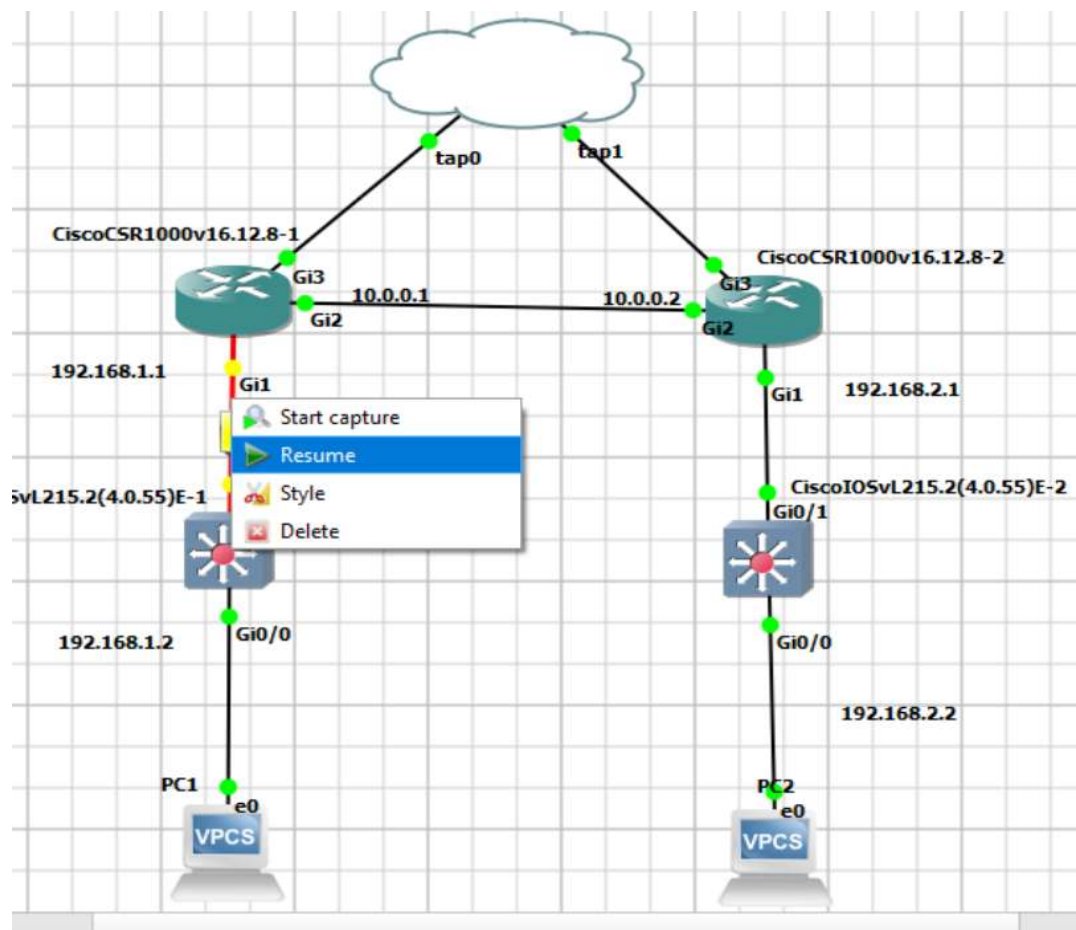 tap0
tap1
CiscoCSR1000v16.12.8-1
CiscoCSR1000v16.12.8-2
Gi3
Gi3
10.0.0.1
10.0.0.2
Gi2
Gi2
192.168.1.1
Gi1
Gi1
192.168.2.1
Start capture
Resume
Style
Delete
SvL215.2(4.0.55)E-1
CiscoIOSvL215.2(4.0.55)E-2
Gi0/1
Gi0/0
Gi0/0
192.168.1.2
192.168.2.2
PC1
PC2
e0
e0
VPCS
VPCS